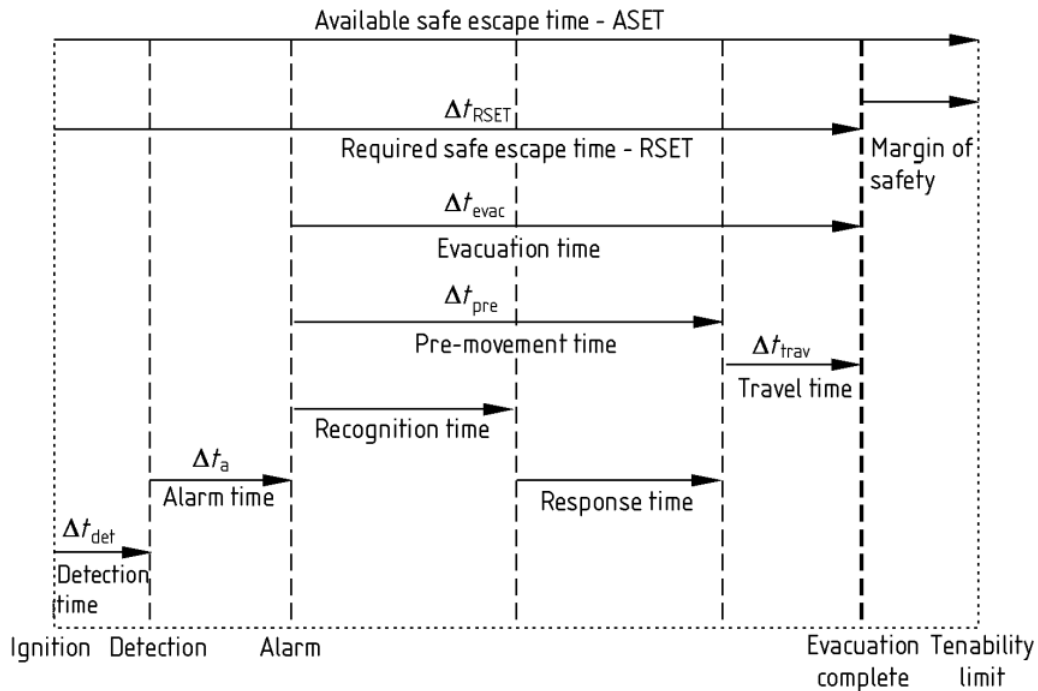 Available safe escape time - ASET
Δt_RSET
Required safe escape time - RSET
Margin of
safety
Δt_evac
Evacuation time
Δt_pre
Pre-movement time
Δt_trav
Travel time
Recognition time
Δt_a
Alarm time
Response time
Δt_det
Detection
time
Ignition Detection Alarm Evacuation complete Tenability limit